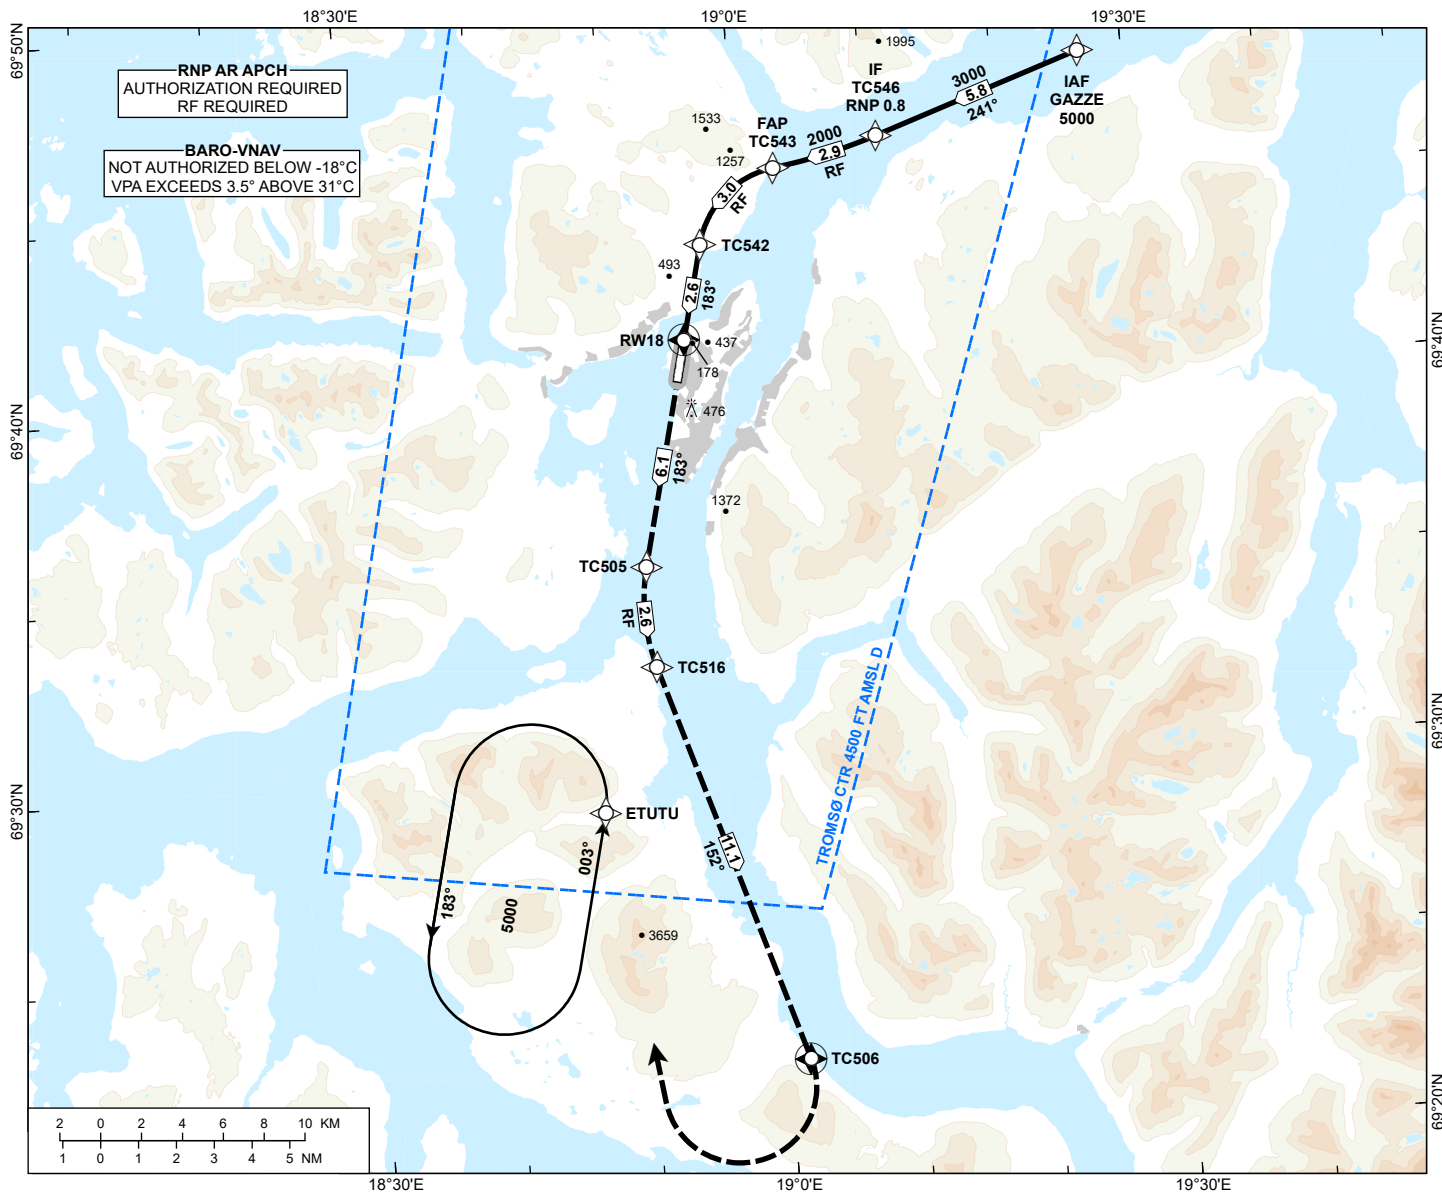 18°30'E
19°0'E
19°30'E
69°50'N
RNP AR APCH
AUTHORIZATION REQUIRED
RF REQUIRED
BARO-VNAV
NOT AUTHORIZED BELOW -18°C
VPA EXCEEDS 3.5° ABOVE 31°C
1995
IF
TC546
RNP 0.8
3000
5.8
241°
IAF
GAZZE
5000
1533
1257
FAP
TC543
2000
2.9
RF
3.0
RF
TC542
493
2.6
183°
RW18
437
178
476
69°40'N
69°40'N
6.1
183°
1372
TC505
2.6
RF
TC516
TROMSØ CTR 4500 FT AMSL D
69°30'N
69°30'N
ETUTU
003°
183°
5000
11.1
152°
3659
TC506
69°20'N
2 0 2 4 6 8 10 KM
1 0 1 2 3 4 5 NM
18°30'E
19°0'E
19°30'E